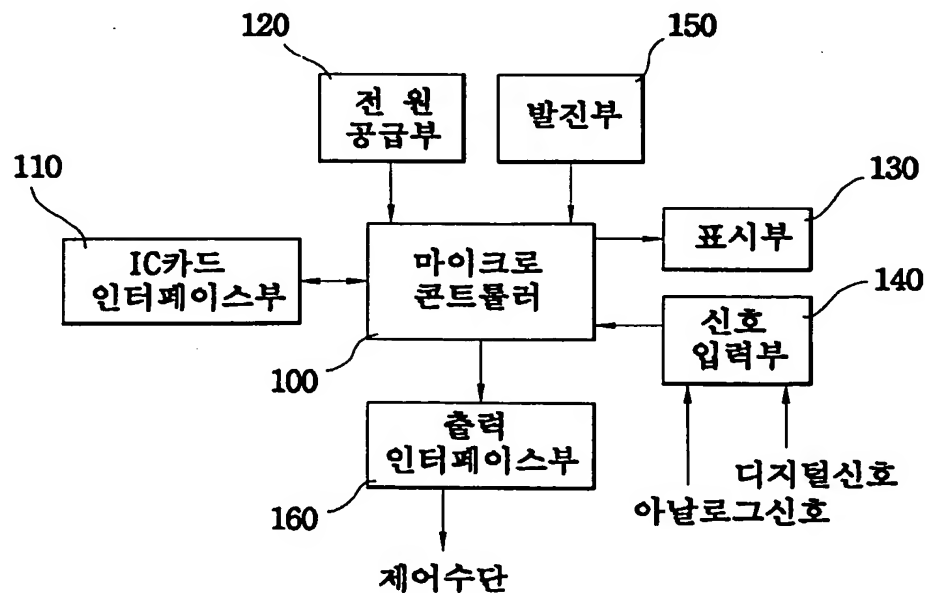 120
150
전 원
공급부
발진부
110
130
표시부
IC카드
인터페이스부
마이크로
콘트롤러
140
신호
입력부
100
출력
인터페이스부
160
디지털신호
아날로그신호
제어수단